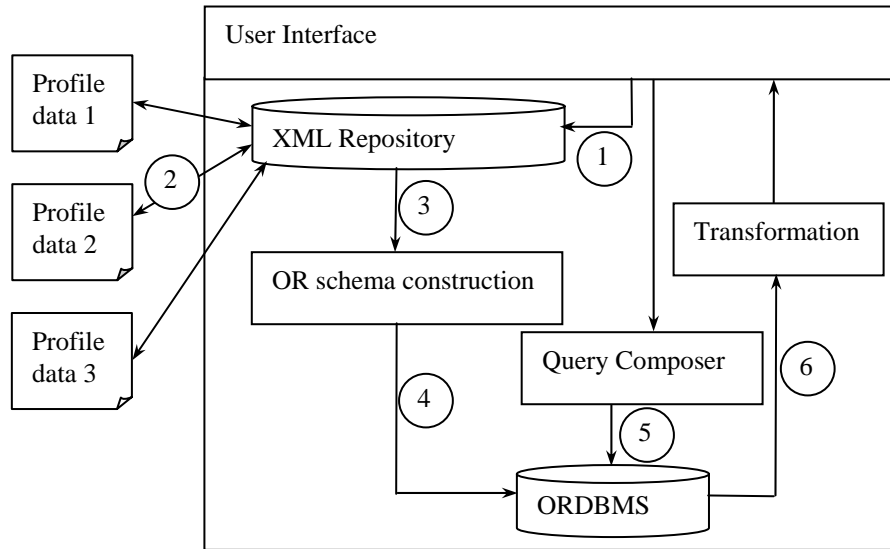 User Interface
Profile
data 1
XML Repository
1
2
Profile
data 2
3
Transformation
OR schema construction
Profile
data 3
Query Composer
6
4
5
ORDBMS